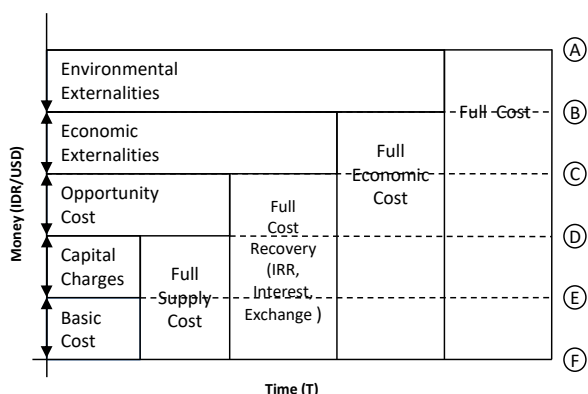 Environmental
Externalities
Economic
Externalities
Opportunity
Cost
Capital
Charges
Basic
Cost
Full
Supply
Cost
Full
Cost
Recovery
(IRR,
Interest,
Exchange )
Full
Economic
Cost
Full Cost
A
B
C
D
E
F
Money (IDR/USD)
Time (T)